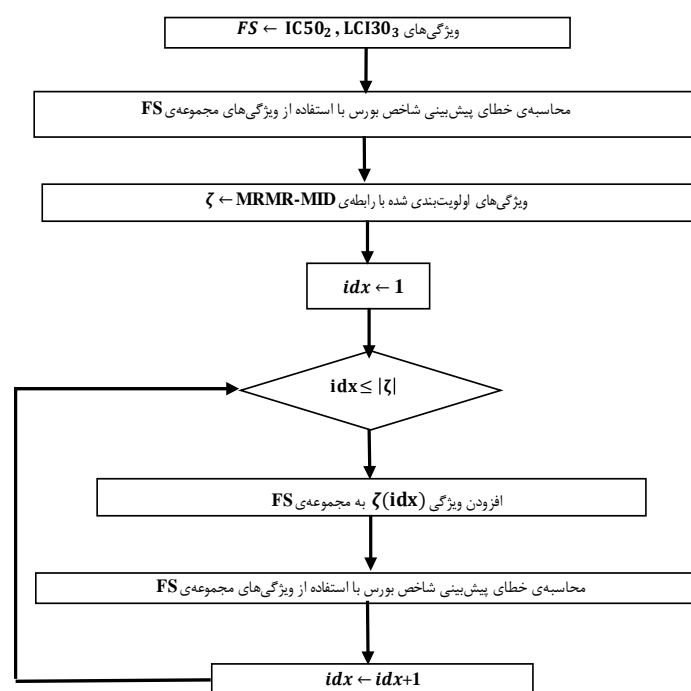 ویژگی‌های FS ← IC50₂ , LCI30₃
محاسبه‌ی خطای پیش‌بینی شاخص بورس با استفاده از ویژگی‌های مجموعه‌ی FS
ویژگی‌های اولویت‌بندی شده با رابطه‌ی ζ ← MRMR-MID
idx ← 1
idx ≤ |ζ|
افزودن ویژگی ζ(idx) به مجموعه‌ی FS
محاسبه‌ی خطای پیش‌بینی شاخص بورس با استفاده از ویژگی‌های مجموعه‌ی FS
idx ← idx+1